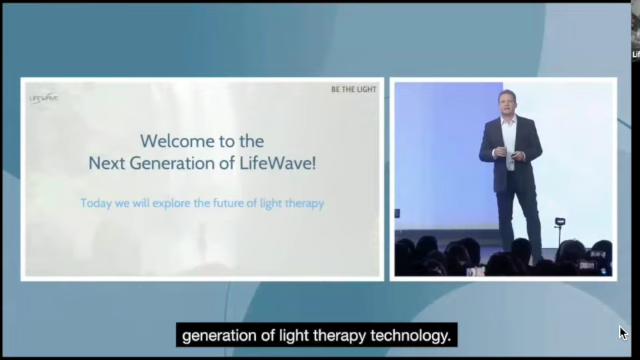 LIFEWAVE
BE THE LIGHT
Welcome to the
Next Generation of LifeWave!
Today we will explore the future of light therapy
generation of light therapy technology.